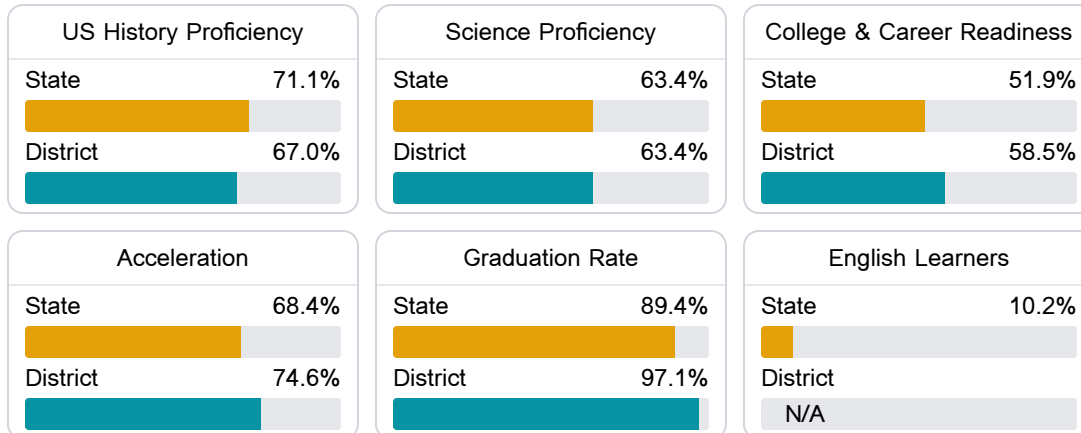 US History Proficiency
State 71.1%
District 67.0%
Science Proficiency
State 63.4%
District 63.4%
College & Career Readiness
State 51.9%
District 58.5%
Acceleration
State 68.4%
District 74.6%
Graduation Rate
State 89.4%
District 97.1%
English Learners
State 10.2%
District
N/A